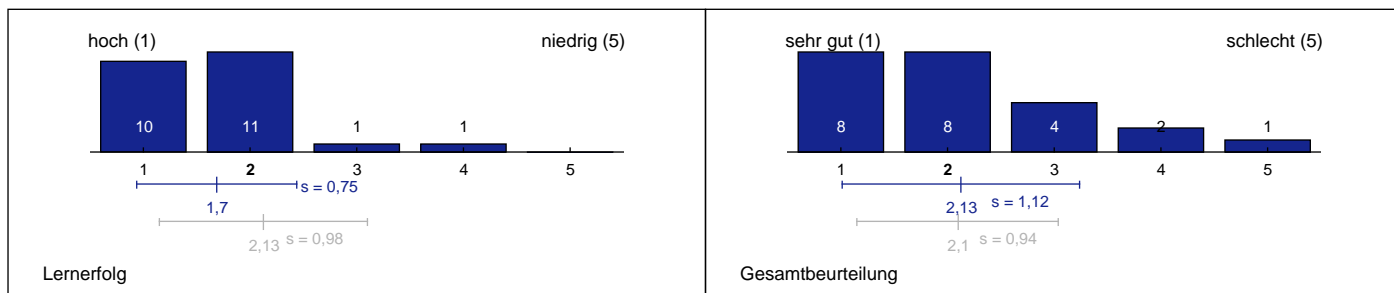 hoch (1) niedrig (5)
10 11 1 1
1 2 3 4 5
s = 0,75
1,7
s = 0,98
2,13
Lernerfolg
sehr gut (1) schlecht (5)
8 8 4 2 1
1 2 3 4 5
2,13 s = 1,12
2,1 s = 0,94
Gesamtbeurteilung